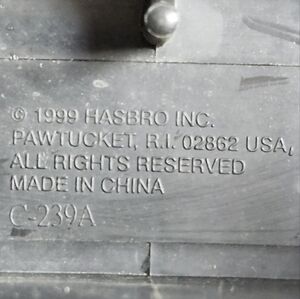 © 1999 HASBRO INC.
PAWTUCKET, R.I. 02862 USA,
ALL RIGHTS RESERVED
MADE IN CHINA
C-239A